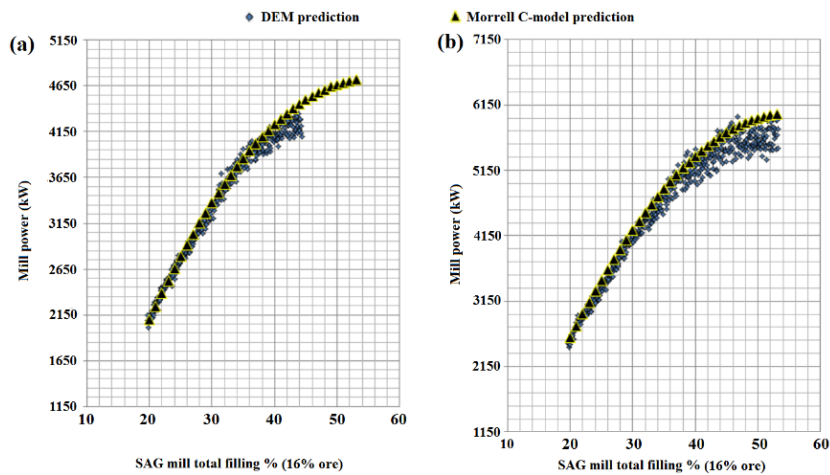 DEM prediction
Morrell C-model prediction
(a)
5150
4650
4150
3650
3150
2650
2150
1650
1150
Mill power (kW)
10 20 30 40 50 60
SAG mill total filling % (16% ore)
(b)
7150
6150
5150
4150
3150
2150
1150
Mill power (kW)
10 20 30 40 50 60
SAG mill total filling % (16% ore)